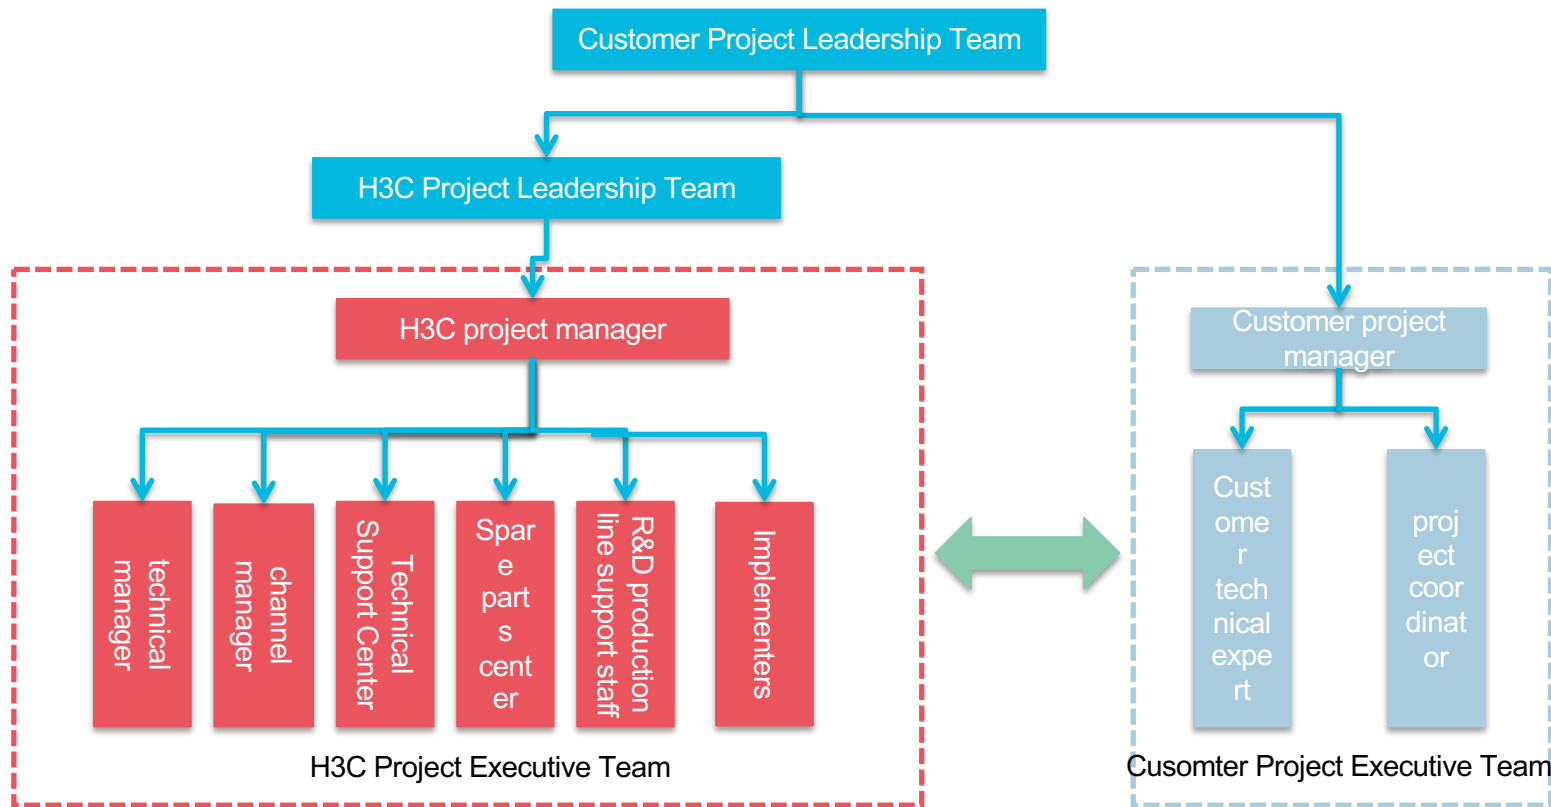 Customer Project Leadership Team
H3C Project Leadership Team
H3C project manager
Customer project
manager
technical
manager
channel
manager
Technical
Support Center
Spar
e
part
s
cent
er
R&D production
line support staff
Implementers
Cust
ome
r
tech
nical
expe
rt
proj
ect
coor
dinat
or
H3C Project Executive Team
Cusomter Project Executive Team